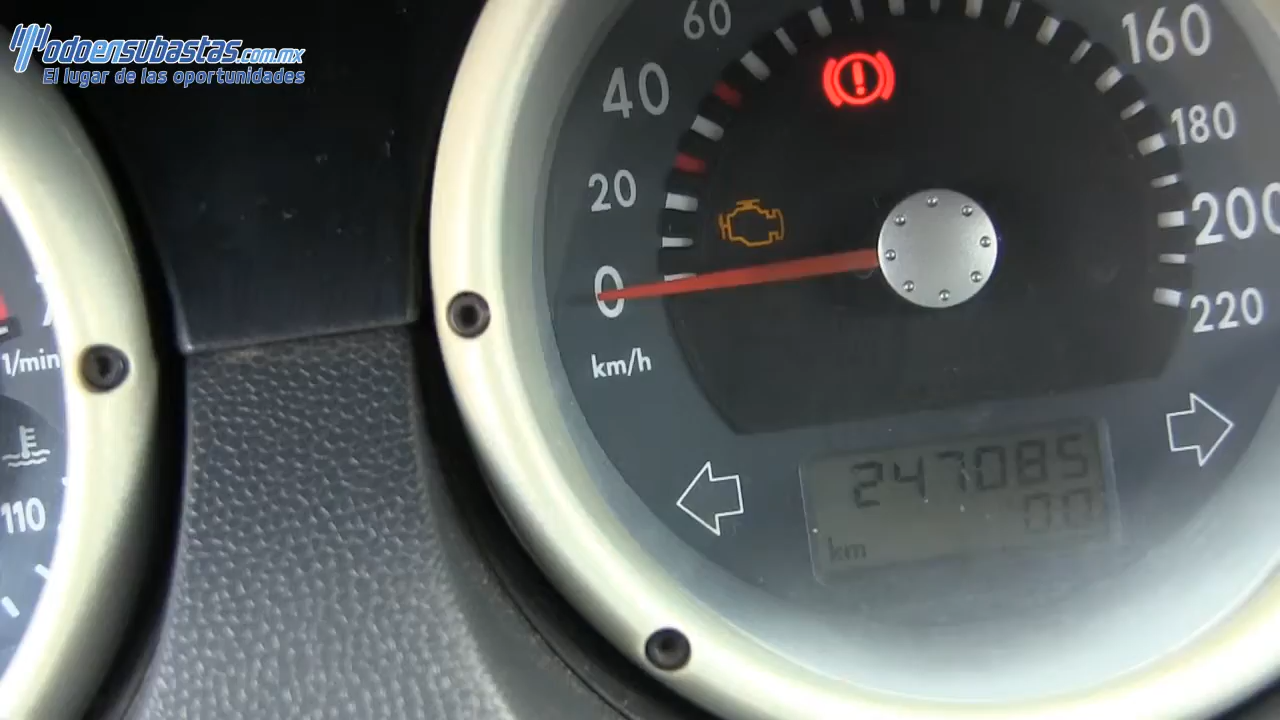 Todoensubastas.com.mx
El lugar de las oportunidades
60
40
20
0
km/h
160
180
200
220
1/min
110
247085
00
km